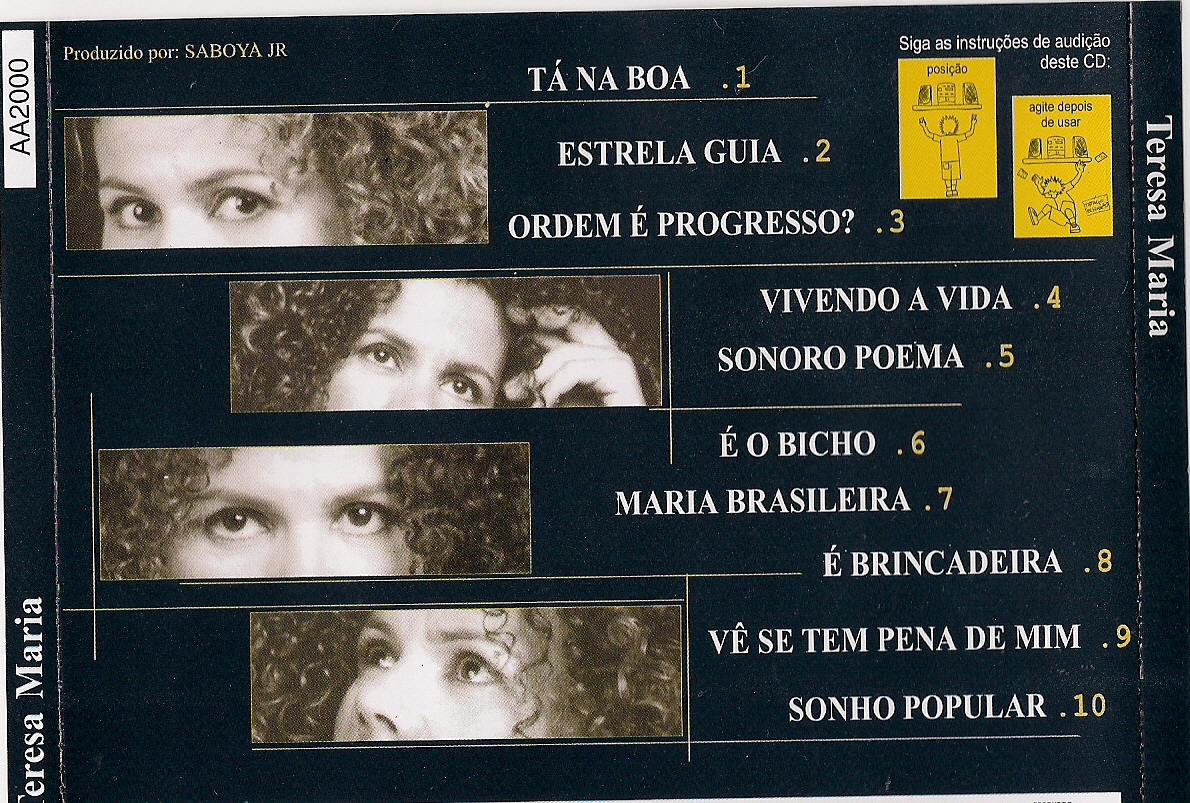 AA2000
Produzido por: SABOYA JR
Siga as instruções de audição
deste CD:
posição
agite depois
de usar
TÁ NA BOA .1
ESTRELA GUIA .2
ORDEM É PROGRESSO? .3
VIVENDO A VIDA .4
SONORO POEMA .5
É O BICHO .6
MARIA BRASILEIRA .7
É BRINCADEIRA .8
VÊ SE TEM PENA DE MIM .9
SONHO POPULAR .10
Teresa Maria
Teresa Maria